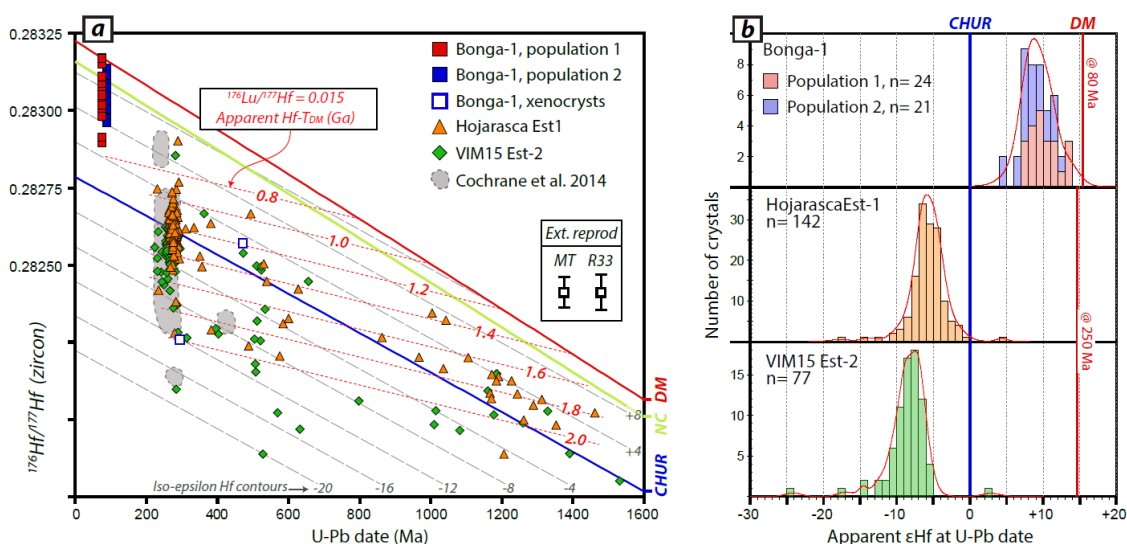 a
0.28325
0.28300
0.28275
0.28250
176Hf/177Hf (zircon)
Bonga-1, population 1
Bonga-1, population 2
Bonga-1, xenocrysts
Hojarasca Est1
VIM15 Est-2
Cochrane et al. 2014
176Lu/177Hf = 0.015
Apparent Hf-TDM (Ga)
0.8
1.0
1.2
1.4
1.6
1.8
2.0
Ext. reprod
MT R33
DM
+8
NC
+4
CHUR
Iso-epsilon Hf contours
-20 -16 -12 -8 -4
0 200 400 600 800 1000 1200 1400 1600
U-Pb date (Ma)
b
CHUR DM
Bonga-1
Population 1, n= 24
Population 2, n= 21
@ 80 Ma
8
6
4
2
HojarascaEst-1
n= 142
30
20
10
@ 250 Ma
VIM15 Est-2
n= 77
15
10
5
Number of crystals
-30 -20 -10 0 +10 +20
Apparent εHf at U-Pb date